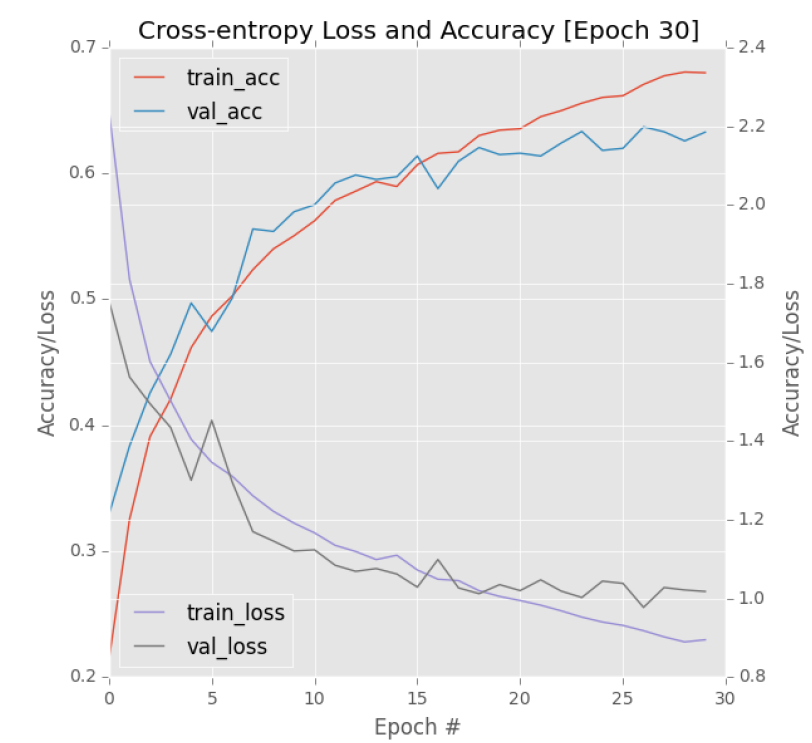 Cross-entropy Loss and Accuracy [Epoch 30]
0.7
0.6
0.5
0.4
0.3
0.2
Accuracy/Loss
train_acc
val_acc
train_loss
val_loss
2.4
2.2
2.0
1.8
1.6
1.4
1.2
1.0
0.8
Accuracy/Loss
0 5 10 15 20 25 30
Epoch #